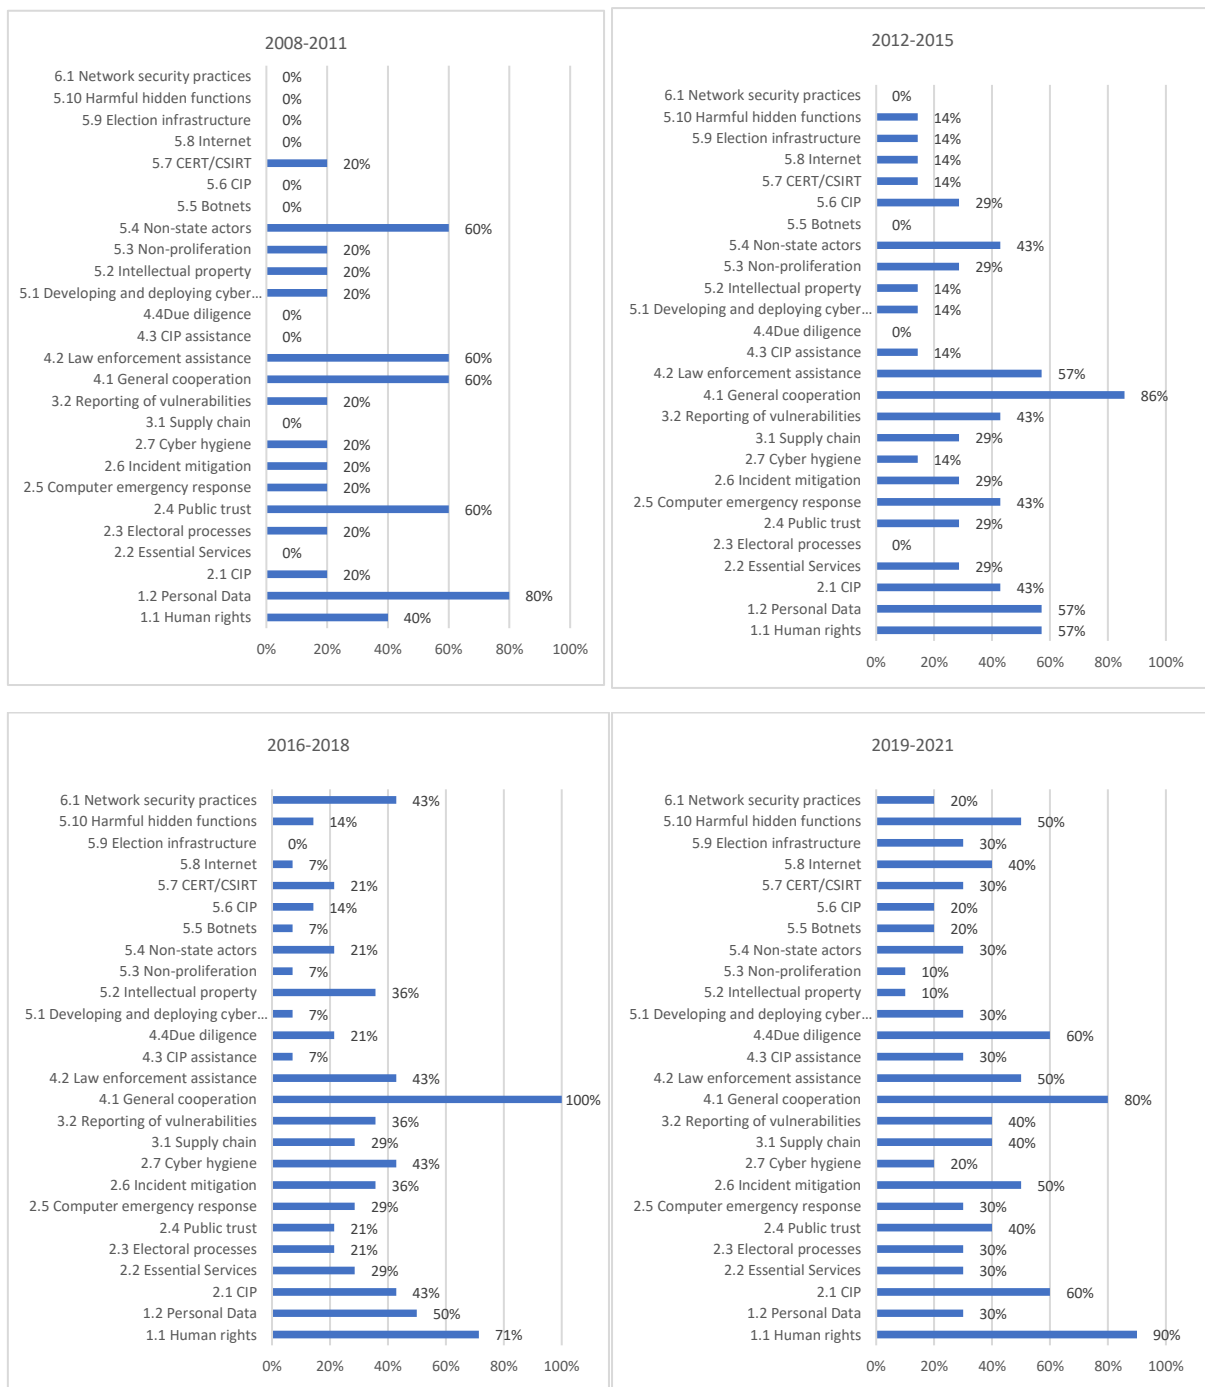 2008-2011
6.1 Network security practices 0%
5.10 Harmful hidden functions 0%
5.9 Election infrastructure 0%
5.8 Internet 0%
5.7 CERT/CSIRT 20%
5.6 CIP 0%
5.5 Botnets 0%
5.4 Non-state actors 60%
5.3 Non-proliferation 20%
5.2 Intellectual property 20%
5.1 Developing and deploying cyber… 20%
4.4Due diligence 0%
4.3 CIP assistance 0%
4.2 Law enforcement assistance 60%
4.1 General cooperation 60%
3.2 Reporting of vulnerabilities 20%
3.1 Supply chain 0%
2.7 Cyber hygiene 20%
2.6 Incident mitigation 20%
2.5 Computer emergency response 20%
2.4 Public trust 60%
2.3 Electoral processes 20%
2.2 Essential Services 0%
2.1 CIP 20%
1.2 Personal Data 80%
1.1 Human rights 40%
0% 20% 40% 60% 80% 100%
2012-2015
6.1 Network security practices 0%
5.10 Harmful hidden functions 14%
5.9 Election infrastructure 14%
5.8 Internet 14%
5.7 CERT/CSIRT 14%
5.6 CIP 29%
5.5 Botnets 0%
5.4 Non-state actors 43%
5.3 Non-proliferation 29%
5.2 Intellectual property 14%
5.1 Developing and deploying cyber… 14%
4.4Due diligence 0%
4.3 CIP assistance 14%
4.2 Law enforcement assistance 57%
4.1 General cooperation 86%
3.2 Reporting of vulnerabilities 43%
3.1 Supply chain 29%
2.7 Cyber hygiene 14%
2.6 Incident mitigation 29%
2.5 Computer emergency response 43%
2.4 Public trust 29%
2.3 Electoral processes 0%
2.2 Essential Services 29%
2.1 CIP 43%
1.2 Personal Data 57%
1.1 Human rights 57%
0% 20% 40% 60% 80% 100%
2016-2018
6.1 Network security practices 43%
5.10 Harmful hidden functions 14%
5.9 Election infrastructure 0%
5.8 Internet 7%
5.7 CERT/CSIRT 21%
5.6 CIP 14%
5.5 Botnets 7%
5.4 Non-state actors 21%
5.3 Non-proliferation 7%
5.2 Intellectual property 36%
5.1 Developing and deploying cyber… 7%
4.4Due diligence 21%
4.3 CIP assistance 7%
4.2 Law enforcement assistance 43%
4.1 General cooperation 100%
3.2 Reporting of vulnerabilities 36%
3.1 Supply chain 29%
2.7 Cyber hygiene 43%
2.6 Incident mitigation 36%
2.5 Computer emergency response 29%
2.4 Public trust 21%
2.3 Electoral processes 21%
2.2 Essential Services 29%
2.1 CIP 43%
1.2 Personal Data 50%
1.1 Human rights 71%
0% 20% 40% 60% 80% 100%
2019-2021
6.1 Network security practices 20%
5.10 Harmful hidden functions 50%
5.9 Election infrastructure 30%
5.8 Internet 40%
5.7 CERT/CSIRT 30%
5.6 CIP 20%
5.5 Botnets 20%
5.4 Non-state actors 30%
5.3 Non-proliferation 10%
5.2 Intellectual property 10%
5.1 Developing and deploying cyber… 30%
4.4Due diligence 60%
4.3 CIP assistance 30%
4.2 Law enforcement assistance 50%
4.1 General cooperation 80%
3.2 Reporting of vulnerabilities 40%
3.1 Supply chain 40%
2.7 Cyber hygiene 20%
2.6 Incident mitigation 50%
2.5 Computer emergency response 30%
2.4 Public trust 40%
2.3 Electoral processes 30%
2.2 Essential Services 30%
2.1 CIP 60%
1.2 Personal Data 30%
1.1 Human rights 90%
0% 20% 40% 60% 80% 100%